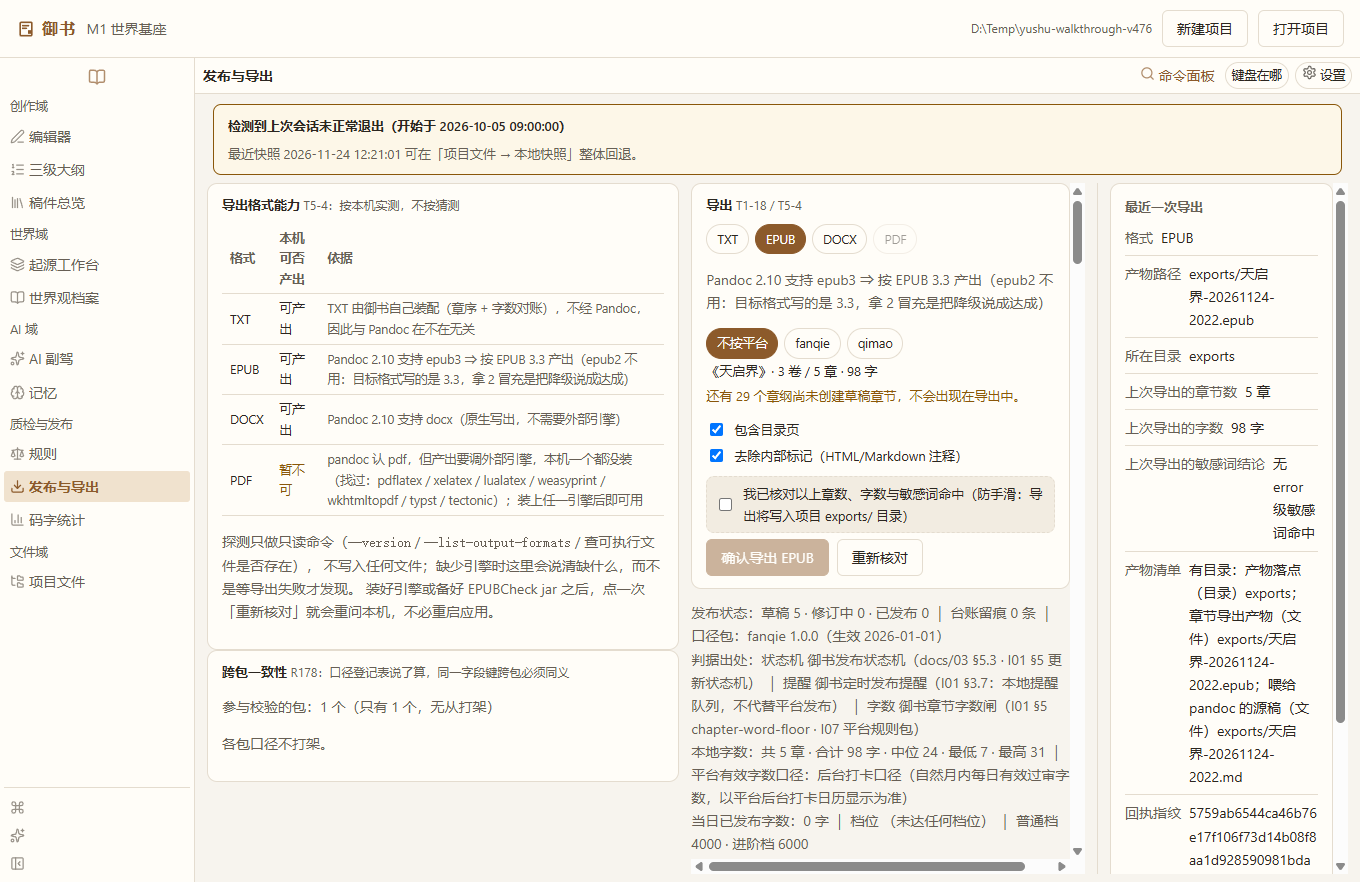 御书 M1 世界基座
D:\Temp\yushu-walkthrough-v476 新建项目 打开项目
创作域
编辑器
三级大纲
稿件总览
世界域
起源工作台
世界观档案
AI 域
AI 副驾
记忆
质检与发布
规则
发布与导出
码字统计
文件域
项目文件
发布与导出
命令面板 键盘在哪 设置
检测到上次会话未正常退出（开始于 2026-10-05 09:00:00）
最近快照 2026-11-24 12:21:01 可在「项目文件 → 本地快照」整体回退。
导出格式能力 T5-4：按本机实测，不按猜测
格式 本机可否产出 依据
TXT 可产出 TXT 由御书自己装配（章序 + 字数对账），不经 Pandoc，
因此与 Pandoc 在不在无关
EPUB 可产出 Pandoc 2.10 支持 epub3 ⇒ 按 EPUB 3.3 产出（epub2 不
用：目标格式写的是 3.3，拿 2 冒充是把降级说成达成）
DOCX 可产出 Pandoc 2.10 支持 docx（原生写出，不需要外部引擎）
PDF 暂不可 pandoc 认 pdf，但产出要调外部引擎，本机一个都没装
（找过：pdflatex / xelatex / lualatex / weasyprint /
wkhtmltopdf / typst / tectonic）；装上任一引擎后即可用
探测只做只读命令（--version / --list-output-formats / 查可执行文
件是否存在），不写入任何文件；缺少引擎时这里会说清缺什么，而不
是等导出失败才发现。 装好引擎或备好 EPUBCheck jar 之后，点一次
「重新核对」就会重问本机，不必重启应用。
跨包一致性 R178：口径登记表说了算，同一字段键跨包必须同义
参与校验的包：1 个（只有 1 个，无从打架）
各包口径不打架。
导出 T1-18 / T5-4
TXT EPUB DOCX PDF
Pandoc 2.10 支持 epub3 ⇒ 按 EPUB 3.3 产出（epub2 不
用：目标格式写的是 3.3，拿 2 冒充是把降级说成达成）
不按平台 fanqie qimao
《天启界》· 3 卷 / 5 章 · 98 字
还有 29 个章纲尚未创建草稿章节，不会出现在导出中。
包含目录页
去除内部标记（HTML/Markdown 注释）
我已核对以上章数、字数与敏感词命中（防手滑：导
出将写入项目 exports/ 目录）
确认导出 EPUB 重新核对
发布状态：草稿 5 · 修订中 0 · 已发布 0 ｜ 台账留痕 0 条 ｜
口径包：fanqie 1.0.0（生效 2026-01-01）
判据出处：状态机 御书发布状态机（docs/03 §5.3 · I01 §5 更
新状态机） ｜ 提醒 御书定时发布提醒（I01 §3.7：本地提醒
队列，不代替平台发布） ｜ 字数 御书章节字数闸（I01 §5
chapter-word-floor · I07 平台规则包）
本地字数：共 5 章 · 合计 98 字 · 中位 24 · 最低 7 · 最高 31 ｜
平台有效字数口径：后台打卡口径（自然月内每日有效过审字
数，以平台后台打卡日历显示为准）
当日已发布字数：0 字 ｜ 档位 （未达任何档位） ｜ 普通档
4000 · 进阶档 6000
最近一次导出
格式 EPUB
产物路径 exports/天启
界-20261124-
2022.epub
所在目录 exports
上次导出的章节数 5 章
上次导出的字数 98 字
上次导出的敏感词结论 无
error
级敏感
词命中
产物清单 有目录：产物落点
（目录）exports；
章节导出产物（文
件）exports/天启
界-20261124-
2022.epub；喂给
pandoc 的源稿（文
件）exports/天启
界-20261124-
2022.md
回执指纹 5759ab6544ca46b76
e17f106f73d14b08f8
aa1d928590981bda